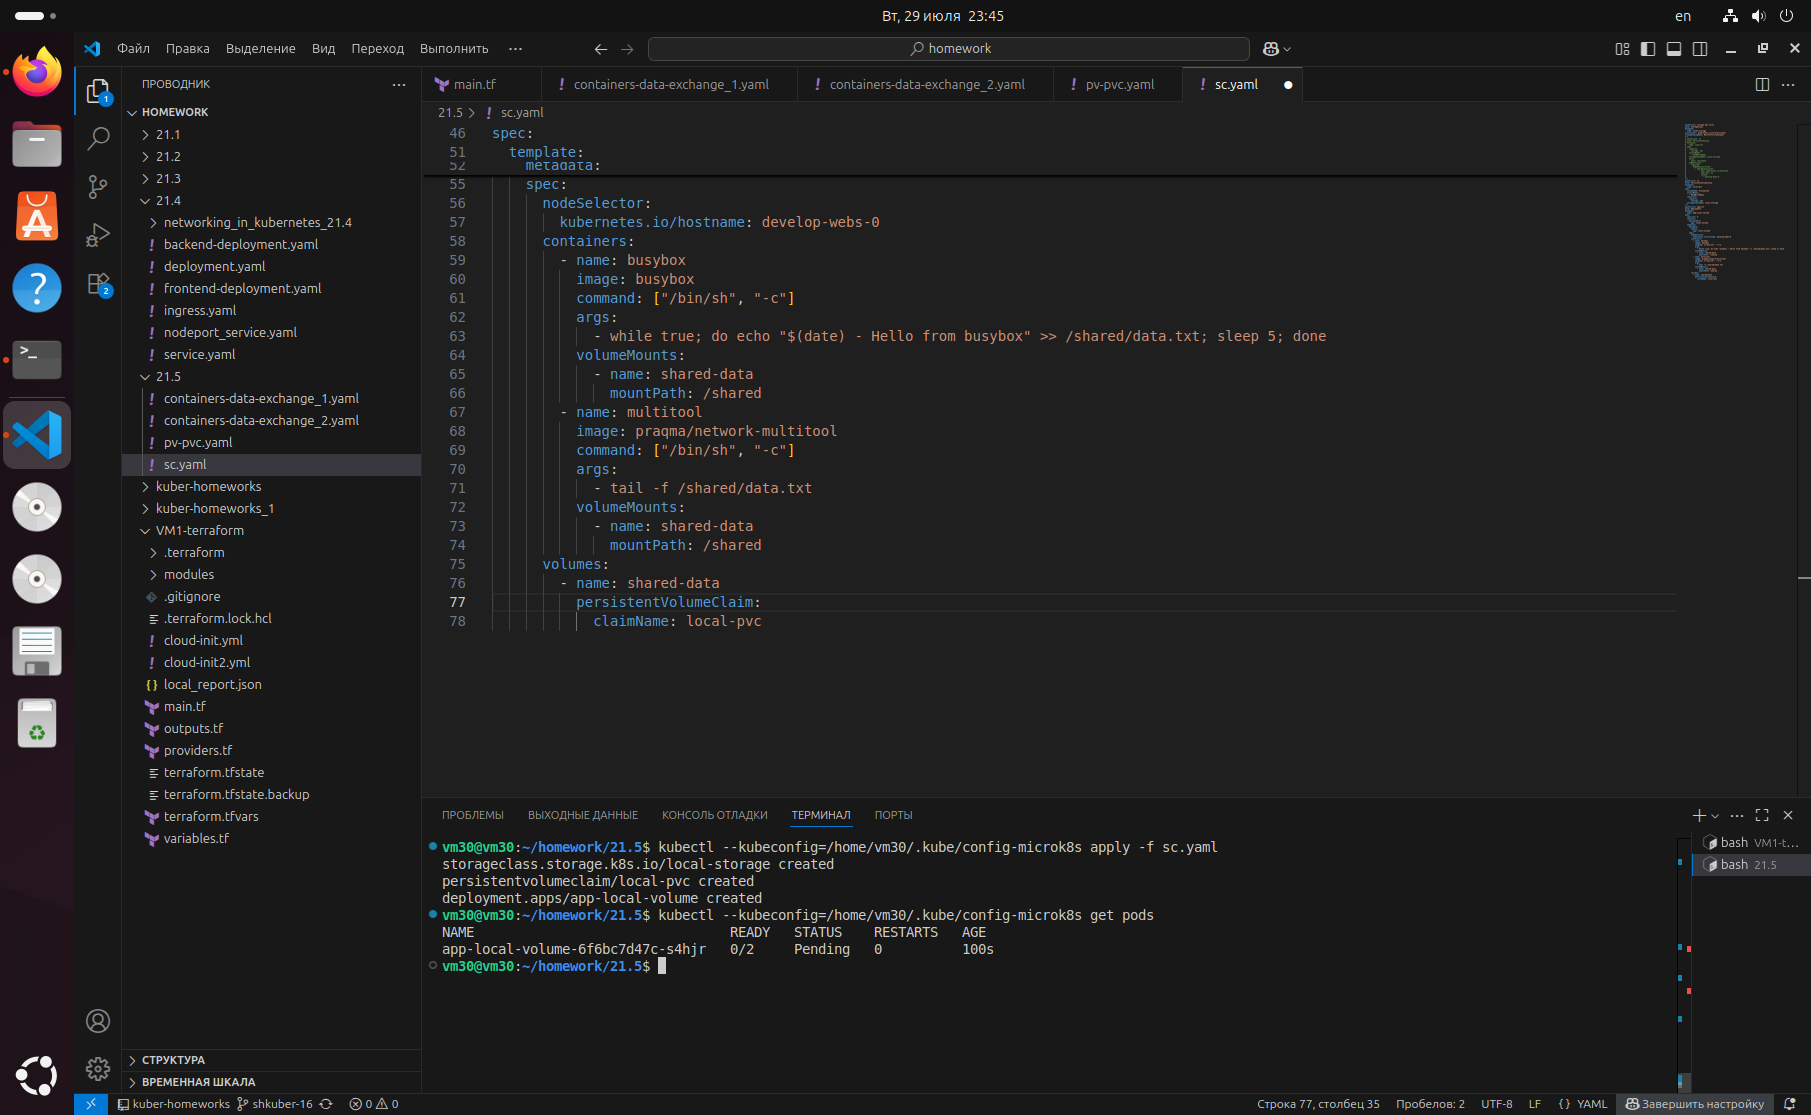 Вт, 29 июля 23:45
en
Файл Правка Выделение Вид Переход Выполнить ···
homework
ПРОВОДНИК ···
HOMEWORK
21.1
21.2
21.3
21.4
networking_in_kubernetes_21.4
! backend-deployment.yaml
! deployment.yaml
! frontend-deployment.yaml
! ingress.yaml
! nodeport_service.yaml
! service.yaml
21.5
! containers-data-exchange_1.yaml
! containers-data-exchange_2.yaml
! pv-pvc.yaml
! sc.yaml
kuber-homeworks
kuber-homeworks_1
VM1-terraform
.terraform
modules
.gitignore
.terraform.lock.hcl
! cloud-init.yml
! cloud-init2.yml
{} local_report.json
main.tf
outputs.tf
providers.tf
terraform.tfstate
terraform.tfstate.backup
terraform.tfvars
variables.tf
СТРУКТУРА
ВРЕМЕННАЯ ШКАЛА
1
2
main.tf ! containers-data-exchange_1.yaml ! containers-data-exchange_2.yaml ! pv-pvc.yaml ! sc.yaml ●
21.5 > ! sc.yaml
46 spec:
51 template:
52 metadata:
55 spec:
56 nodeSelector:
57 kubernetes.io/hostname: develop-webs-0
58 containers:
59 - name: busybox
60 image: busybox
61 command: ["/bin/sh", "-c"]
62 args:
63 - while true; do echo "$(date) - Hello from busybox" >> /shared/data.txt; sleep 5; done
64 volumeMounts:
65 - name: shared-data
66 mountPath: /shared
67 - name: multitool
68 image: praqma/network-multitool
69 command: ["/bin/sh", "-c"]
70 args:
71 - tail -f /shared/data.txt
72 volumeMounts:
73 - name: shared-data
74 mountPath: /shared
75 volumes:
76 - name: shared-data
77 persistentVolumeClaim:
78 claimName: local-pvc
ПРОБЛЕМЫ ВЫХОДНЫЕ ДАННЫЕ КОНСОЛЬ ОТЛАДКИ ТЕРМИНАЛ ПОРТЫ
vm30@vm30:~/homework/21.5$ kubectl --kubeconfig=/home/vm30/.kube/config-microk8s apply -f sc.yaml
storageclass.storage.k8s.io/local-storage created
persistentvolumeclaim/local-pvc created
deployment.apps/app-local-volume created
vm30@vm30:~/homework/21.5$ kubectl --kubeconfig=/home/vm30/.kube/config-microk8s get pods
NAME READY STATUS RESTARTS AGE
app-local-volume-6f6bc7d47c-s4hjr 0/2 Pending 0 100s
vm30@vm30:~/homework/21.5$
bash VM1-t...
bash 21.5
kuber-homeworks shkuber-16 0 0
Строка 77, столбец 35 Пробелов: 2 UTF-8 LF {} YAML Завершить настройку